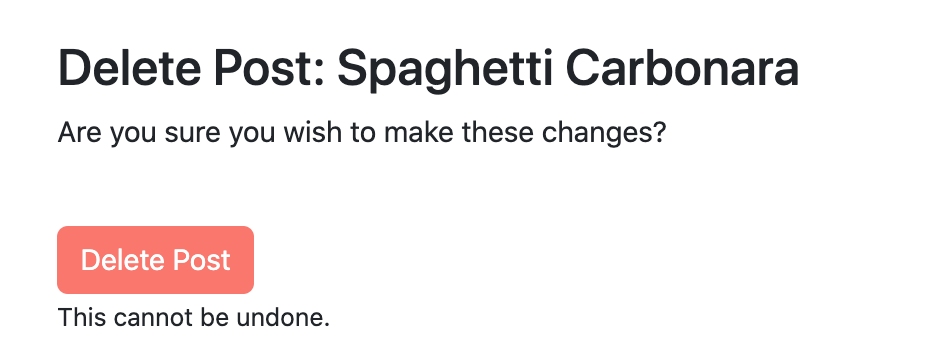 Delete Post: Spaghetti Carbonara
Are you sure you wish to make these changes?
Delete Post
This cannot be undone.